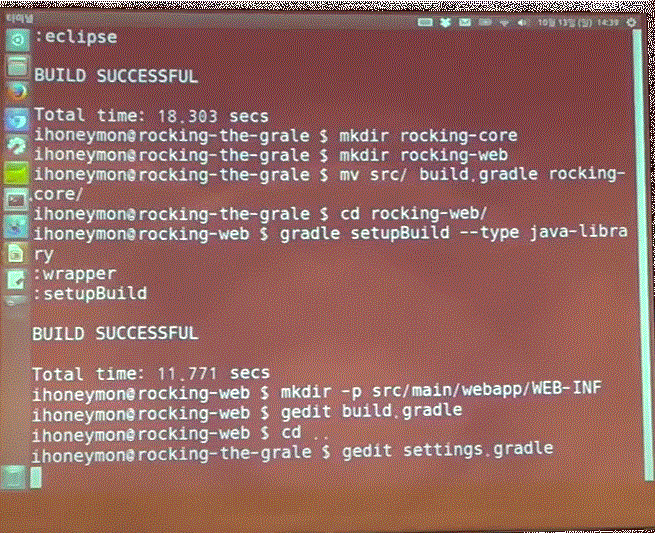 터미널
10월 13일 (일) 14:39
:eclipse
BUILD SUCCESSFUL
Total time: 18.303 secs
ihoneymon@rocking-the-grale $ mkdir rocking-core
ihoneymon@rocking-the-grale $ mkdir rocking-web
ihoneymon@rocking-the-grale $ mv src/ build.gradle rocking-
core/
ihoneymon@rocking-the-grale $ cd rocking-web/
ihoneymon@rocking-web $ gradle setupBuild --type java-libra
ry
:wrapper
:setupBuild
BUILD SUCCESSFUL
Total time: 11.771 secs
ihoneymon@rocking-web $ mkdir -p src/main/webapp/WEB-INF
ihoneymon@rocking-web $ gedit build.gradle
ihoneymon@rocking-web $ cd ..
ihoneymon@rocking-the-grale $ gedit settings.gradle